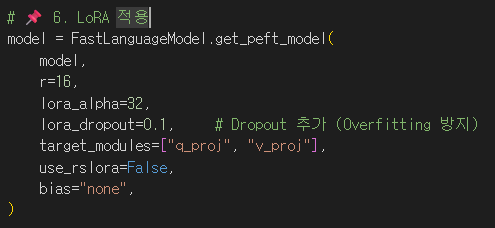 # 📌 6. LoRA 적용
model = FastLanguageModel.get_peft_model(
    model,
    r=16,
    lora_alpha=32,
    lora_dropout=0.1,     # Dropout 추가 (Overfitting 방지)
    target_modules=["q_proj", "v_proj"],
    use_rslora=False,
    bias="none",
)